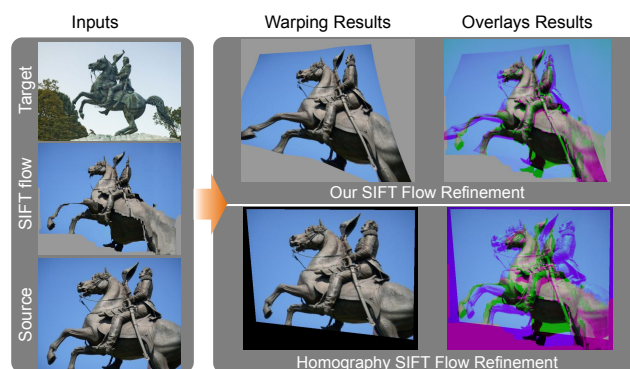 Inputs
Warping Results
Overlays Results
Target
SIFT flow
Source
Our SIFT Flow Refinement
Homography SIFT Flow Refinement